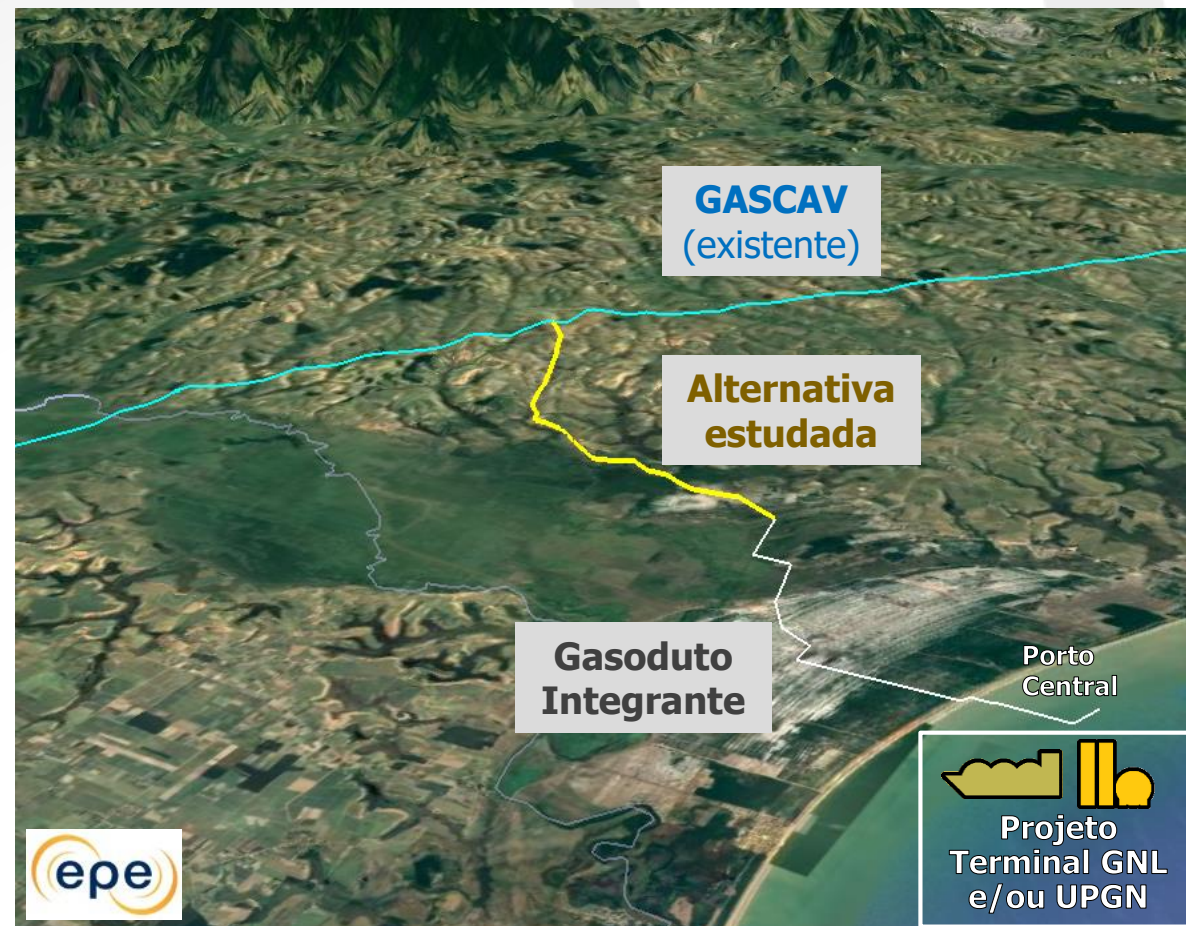 GASCAV
(existente)
Alternativa
estudada
Gasoduto
Integrante
Porto
Central
Projeto
Terminal GNL
e/ou UPGN
epe